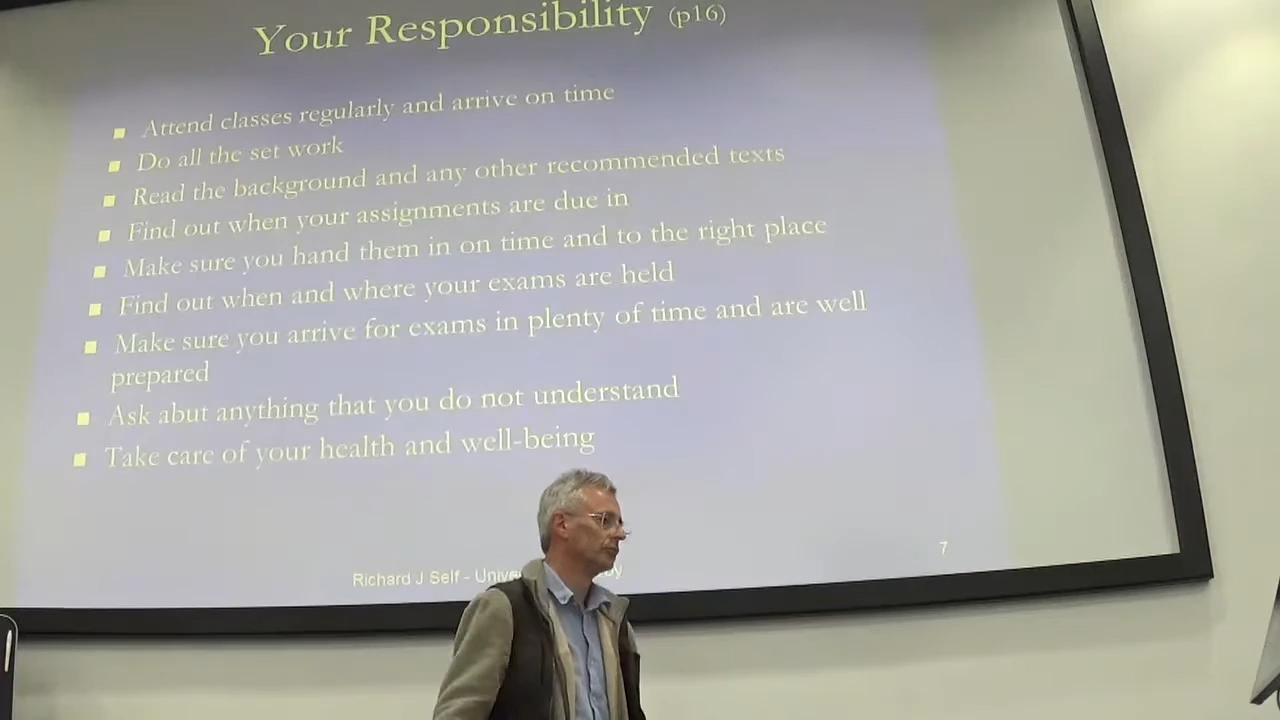 Your Responsibility (p16)
Attend classes regularly and arrive on time
Do all the set work
Read the background and any other recommended texts
Find out when your assignments are due in
Make sure you hand them in on time and to the right place
Find out when and where your exams are held
Make sure you arrive for exams in plenty of time and are well
prepared
Ask abut anything that you do not understand
Take care of your health and well-being
7
Richard J Self -